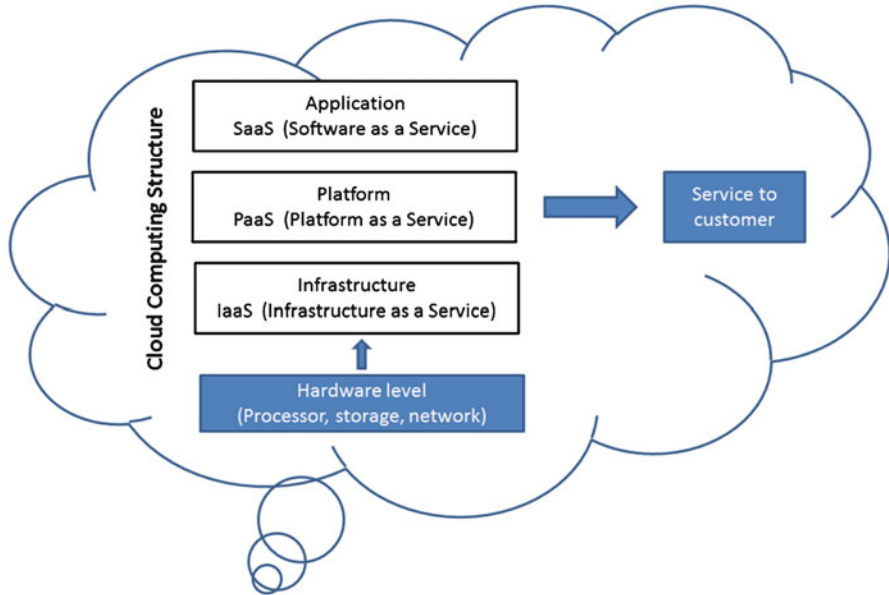 Cloud Computing Structure
Application
SaaS (Software as a Service)
Platform
PaaS (Platform as a Service)
Infrastructure
IaaS (Infrastructure as a Service)
Hardware level
(Processor, storage, network)
Service to
customer